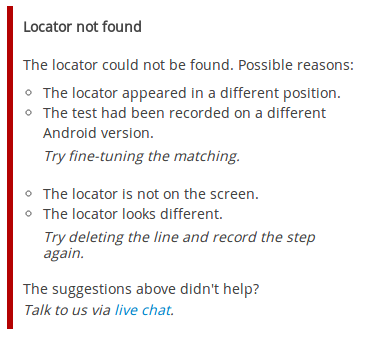 Locator not found
The locator could not be found. Possible reasons:
The locator appeared in a different position.
The test had been recorded on a different
Android version.
Try fine-tuning the matching.
The locator is not on the screen.
The locator looks different.
Try deleting the line and record the step
again.
The suggestions above didn't help?
Talk to us via live chat.